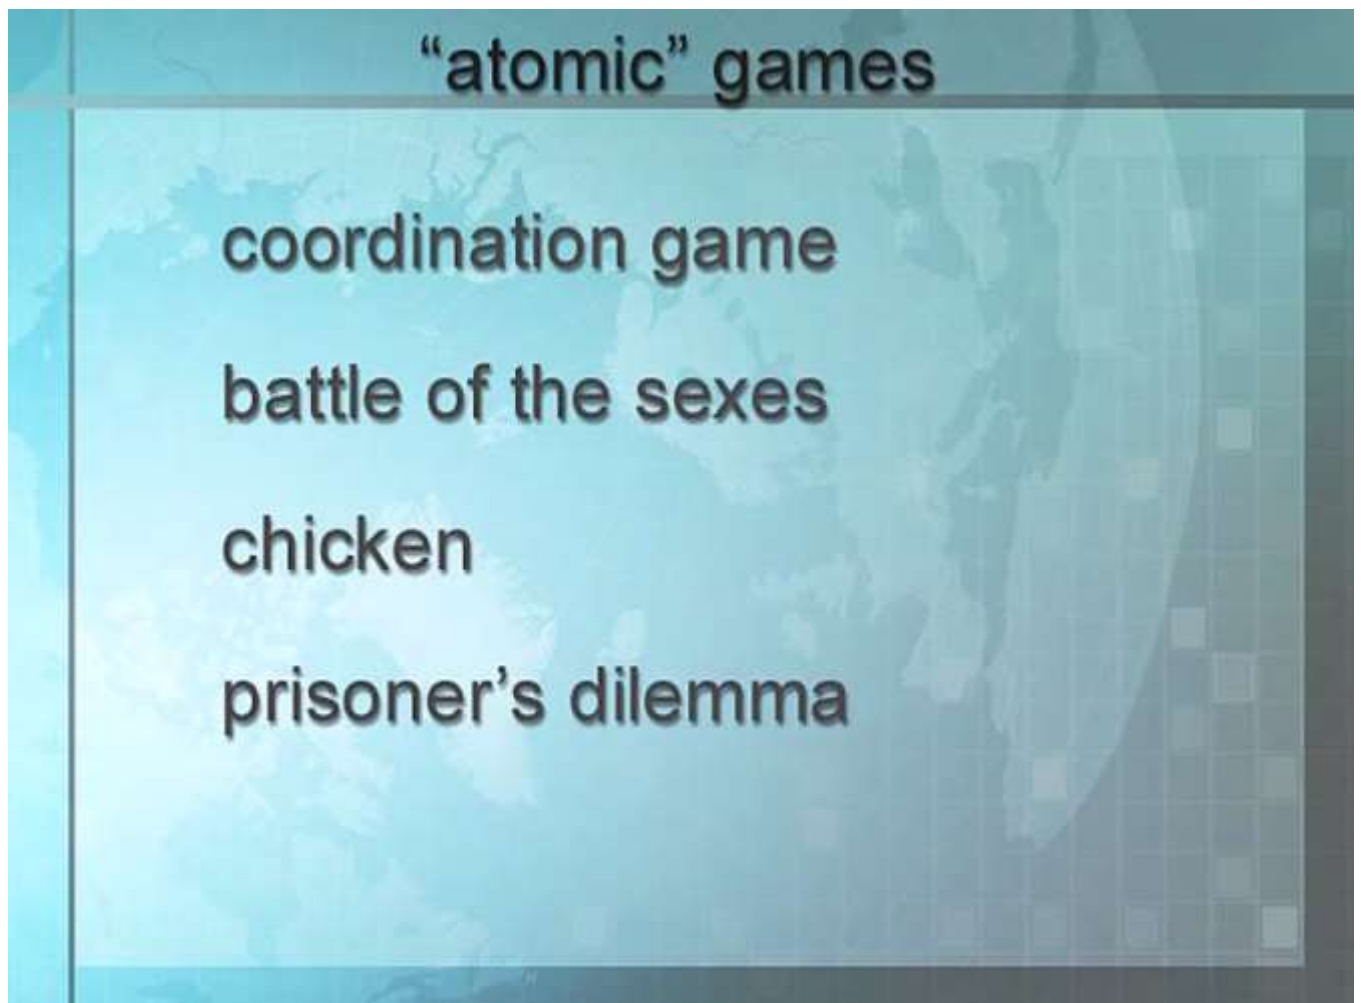 “atomic” games
coordination game
battle of the sexes
chicken
prisoner’s dilemma